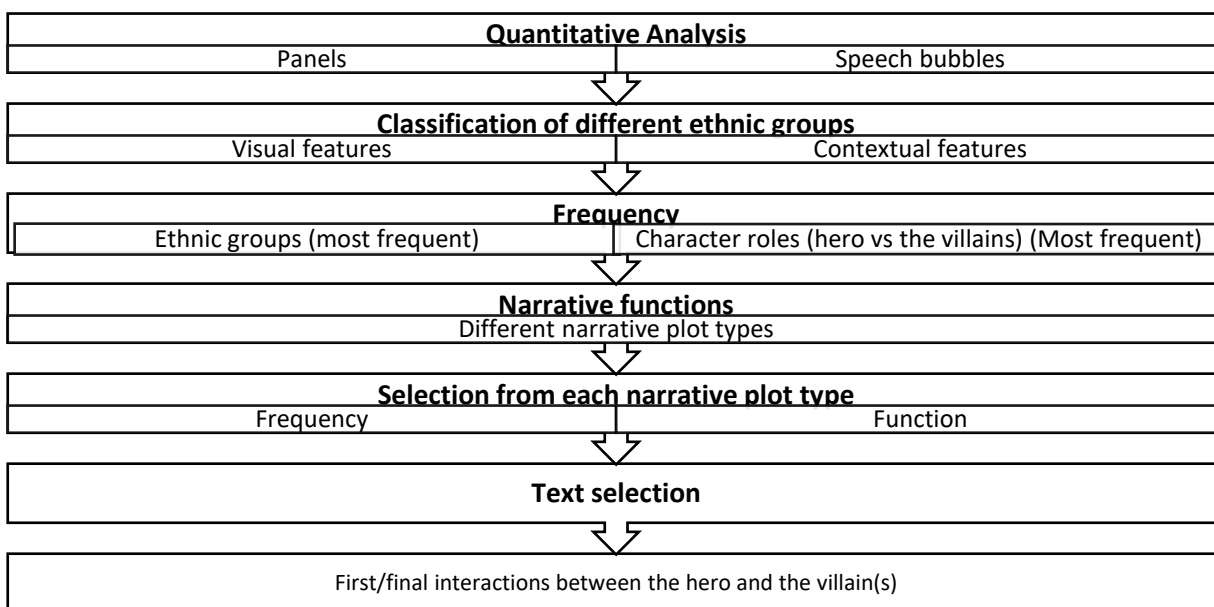 Quantitative Analysis
Panels
Speech bubbles
Classification of different ethnic groups
Visual features
Contextual features
Frequency
Ethnic groups (most frequent)
Character roles (hero vs the villains) (Most frequent)
Narrative functions
Different narrative plot types
Selection from each narrative plot type
Frequency
Function
Text selection
First/final interactions between the hero and the villain(s)